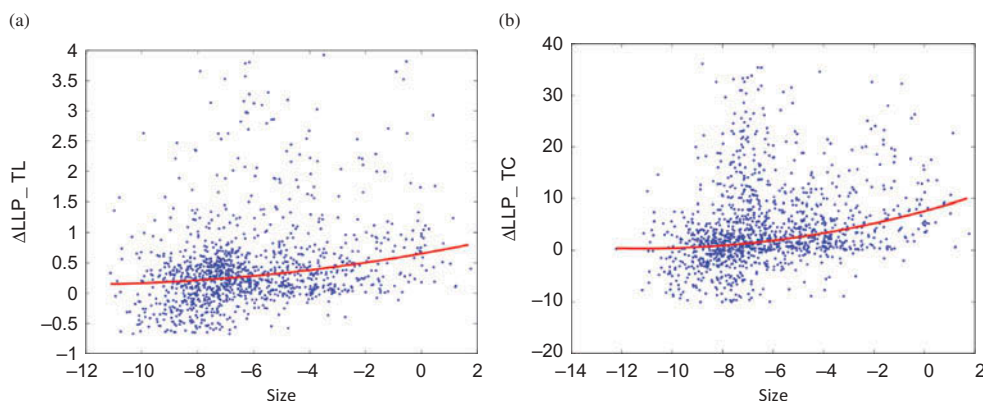 (a)
(b)
4
3.5
3
2.5
2
1.5
1
0.5
0
–0.5
–1
ΔLLP_ TL
–12 –10 –8 –6 –4 –2 0 2
Size
40
30
20
10
0
–10
–20
ΔLLP_ TC
–14 –12 –10 –8 –6 –4 –2 0 2
Size